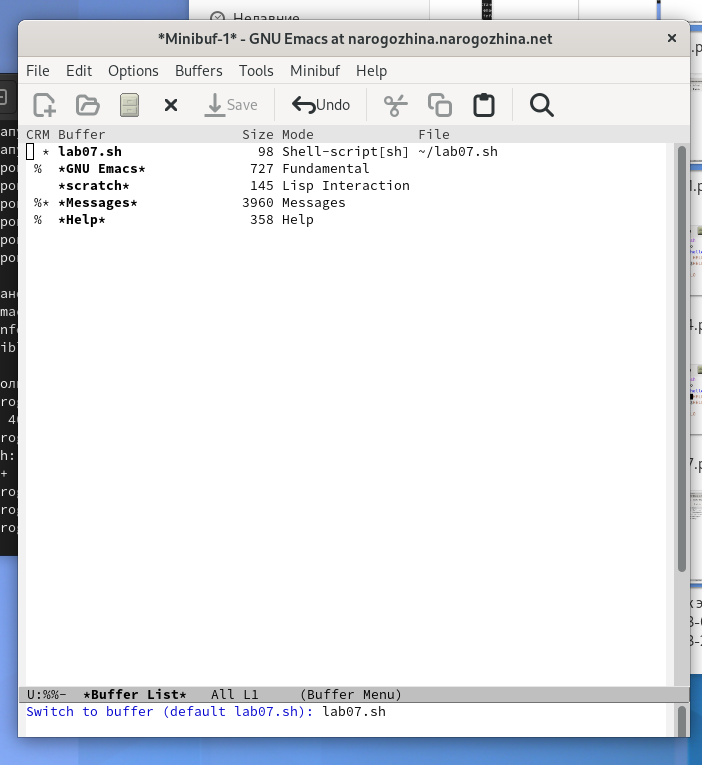 Недавние
*Minibuf-1* - GNU Emacs at narogozhina.narogozhina.net
File Edit Options Buffers Tools Minibuf Help
Save Undo
CRM Buffer Size Mode File
* lab07.sh 98 Shell-script[sh] ~/lab07.sh
% *GNU Emacs* 727 Fundamental
*scratch* 145 Lisp Interaction
%* *Messages* 3960 Messages
% *Help* 358 Help
U:%%- *Buffer List* All L1 (Buffer Menu)
Switch to buffer (default lab07.sh): lab07.sh